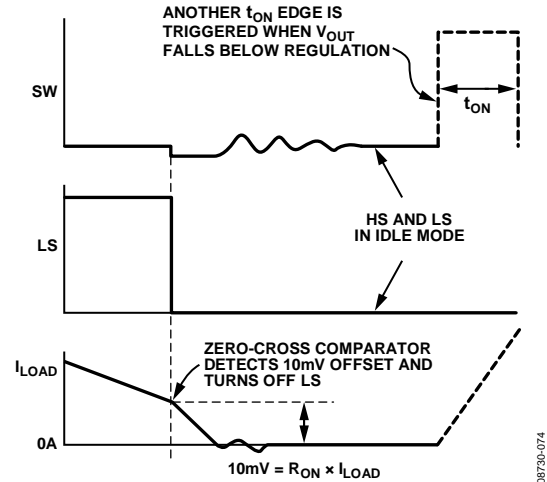 ANOTHER tON EDGE IS
TRIGGERED WHEN VOUT
FALLS BELOW REGULATION
SW
tON
HS AND LS
IN IDLE MODE
LS
ZERO-CROSS COMPARATOR
DETECTS 10mV OFFSET AND
TURNS OFF LS
ILOAD
0A
10mV = RON × ILOAD
08730-074